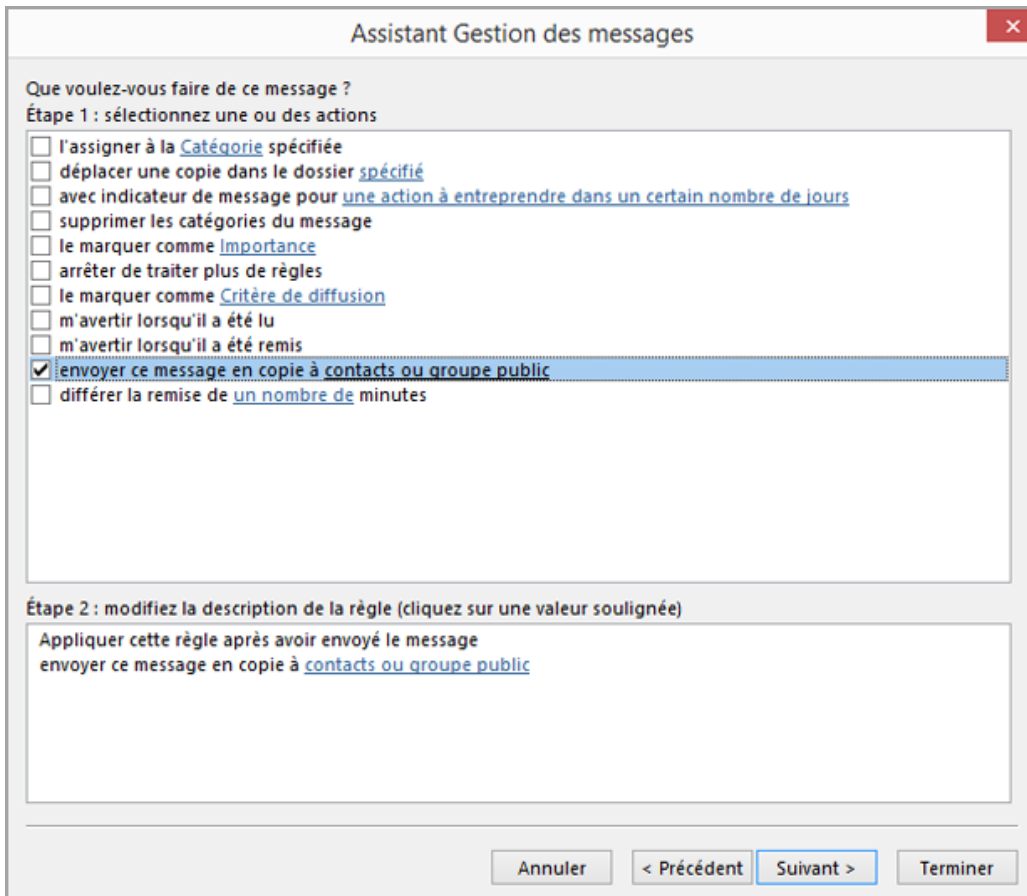 Assistant Gestion des messages
Que voulez-vous faire de ce message ?
Étape 1 : sélectionnez une ou des actions
l'assigner à la Catégorie spécifiée
déplacer une copie dans le dossier spécifié
avec indicateur de message pour une action à entreprendre dans un certain nombre de jours
supprimer les catégories du message
le marquer comme Importance
arrêter de traiter plus de règles
le marquer comme Critère de diffusion
m'avertir lorsqu'il a été lu
m'avertir lorsqu'il a été remis
envoyer ce message en copie à contacts ou groupe public
différer la remise de un nombre de minutes
Étape 2 : modifiez la description de la règle (cliquez sur une valeur soulignée)
Appliquer cette règle après avoir envoyé le message
envoyer ce message en copie à contacts ou groupe public
Annuler < Précédent Suivant > Terminer